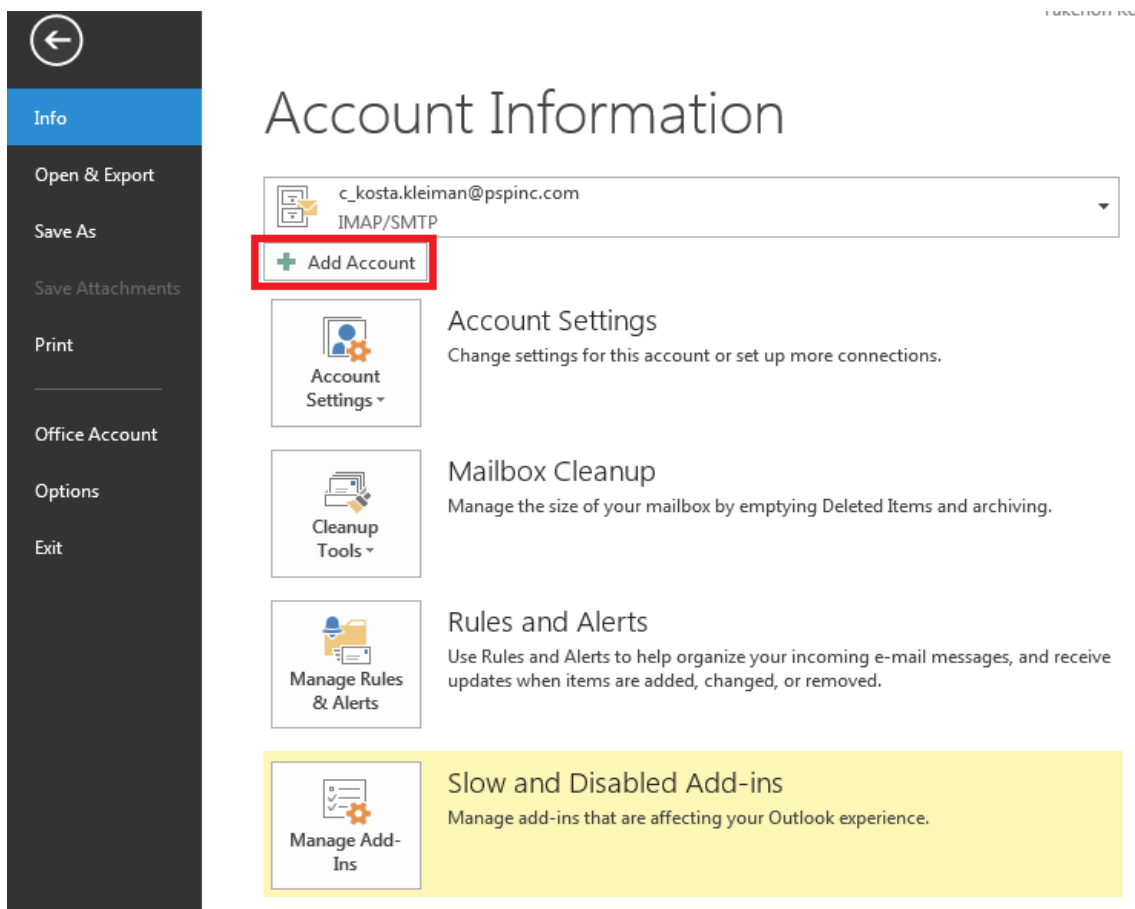 Info
Open & Export
Save As
Save Attachments
Print
Office Account
Options
Exit
Account Information
c_kosta.kleiman@pspinc.com
IMAP/SMTP
Add Account
Account
Settings
Account Settings
Change settings for this account or set up more connections.
Cleanup
Tools
Mailbox Cleanup
Manage the size of your mailbox by emptying Deleted Items and archiving.
Manage Rules
& Alerts
Rules and Alerts
Use Rules and Alerts to help organize your incoming e-mail messages, and receive
updates when items are added, changed, or removed.
Manage Add-
Ins
Slow and Disabled Add-ins
Manage add-ins that are affecting your Outlook experience.